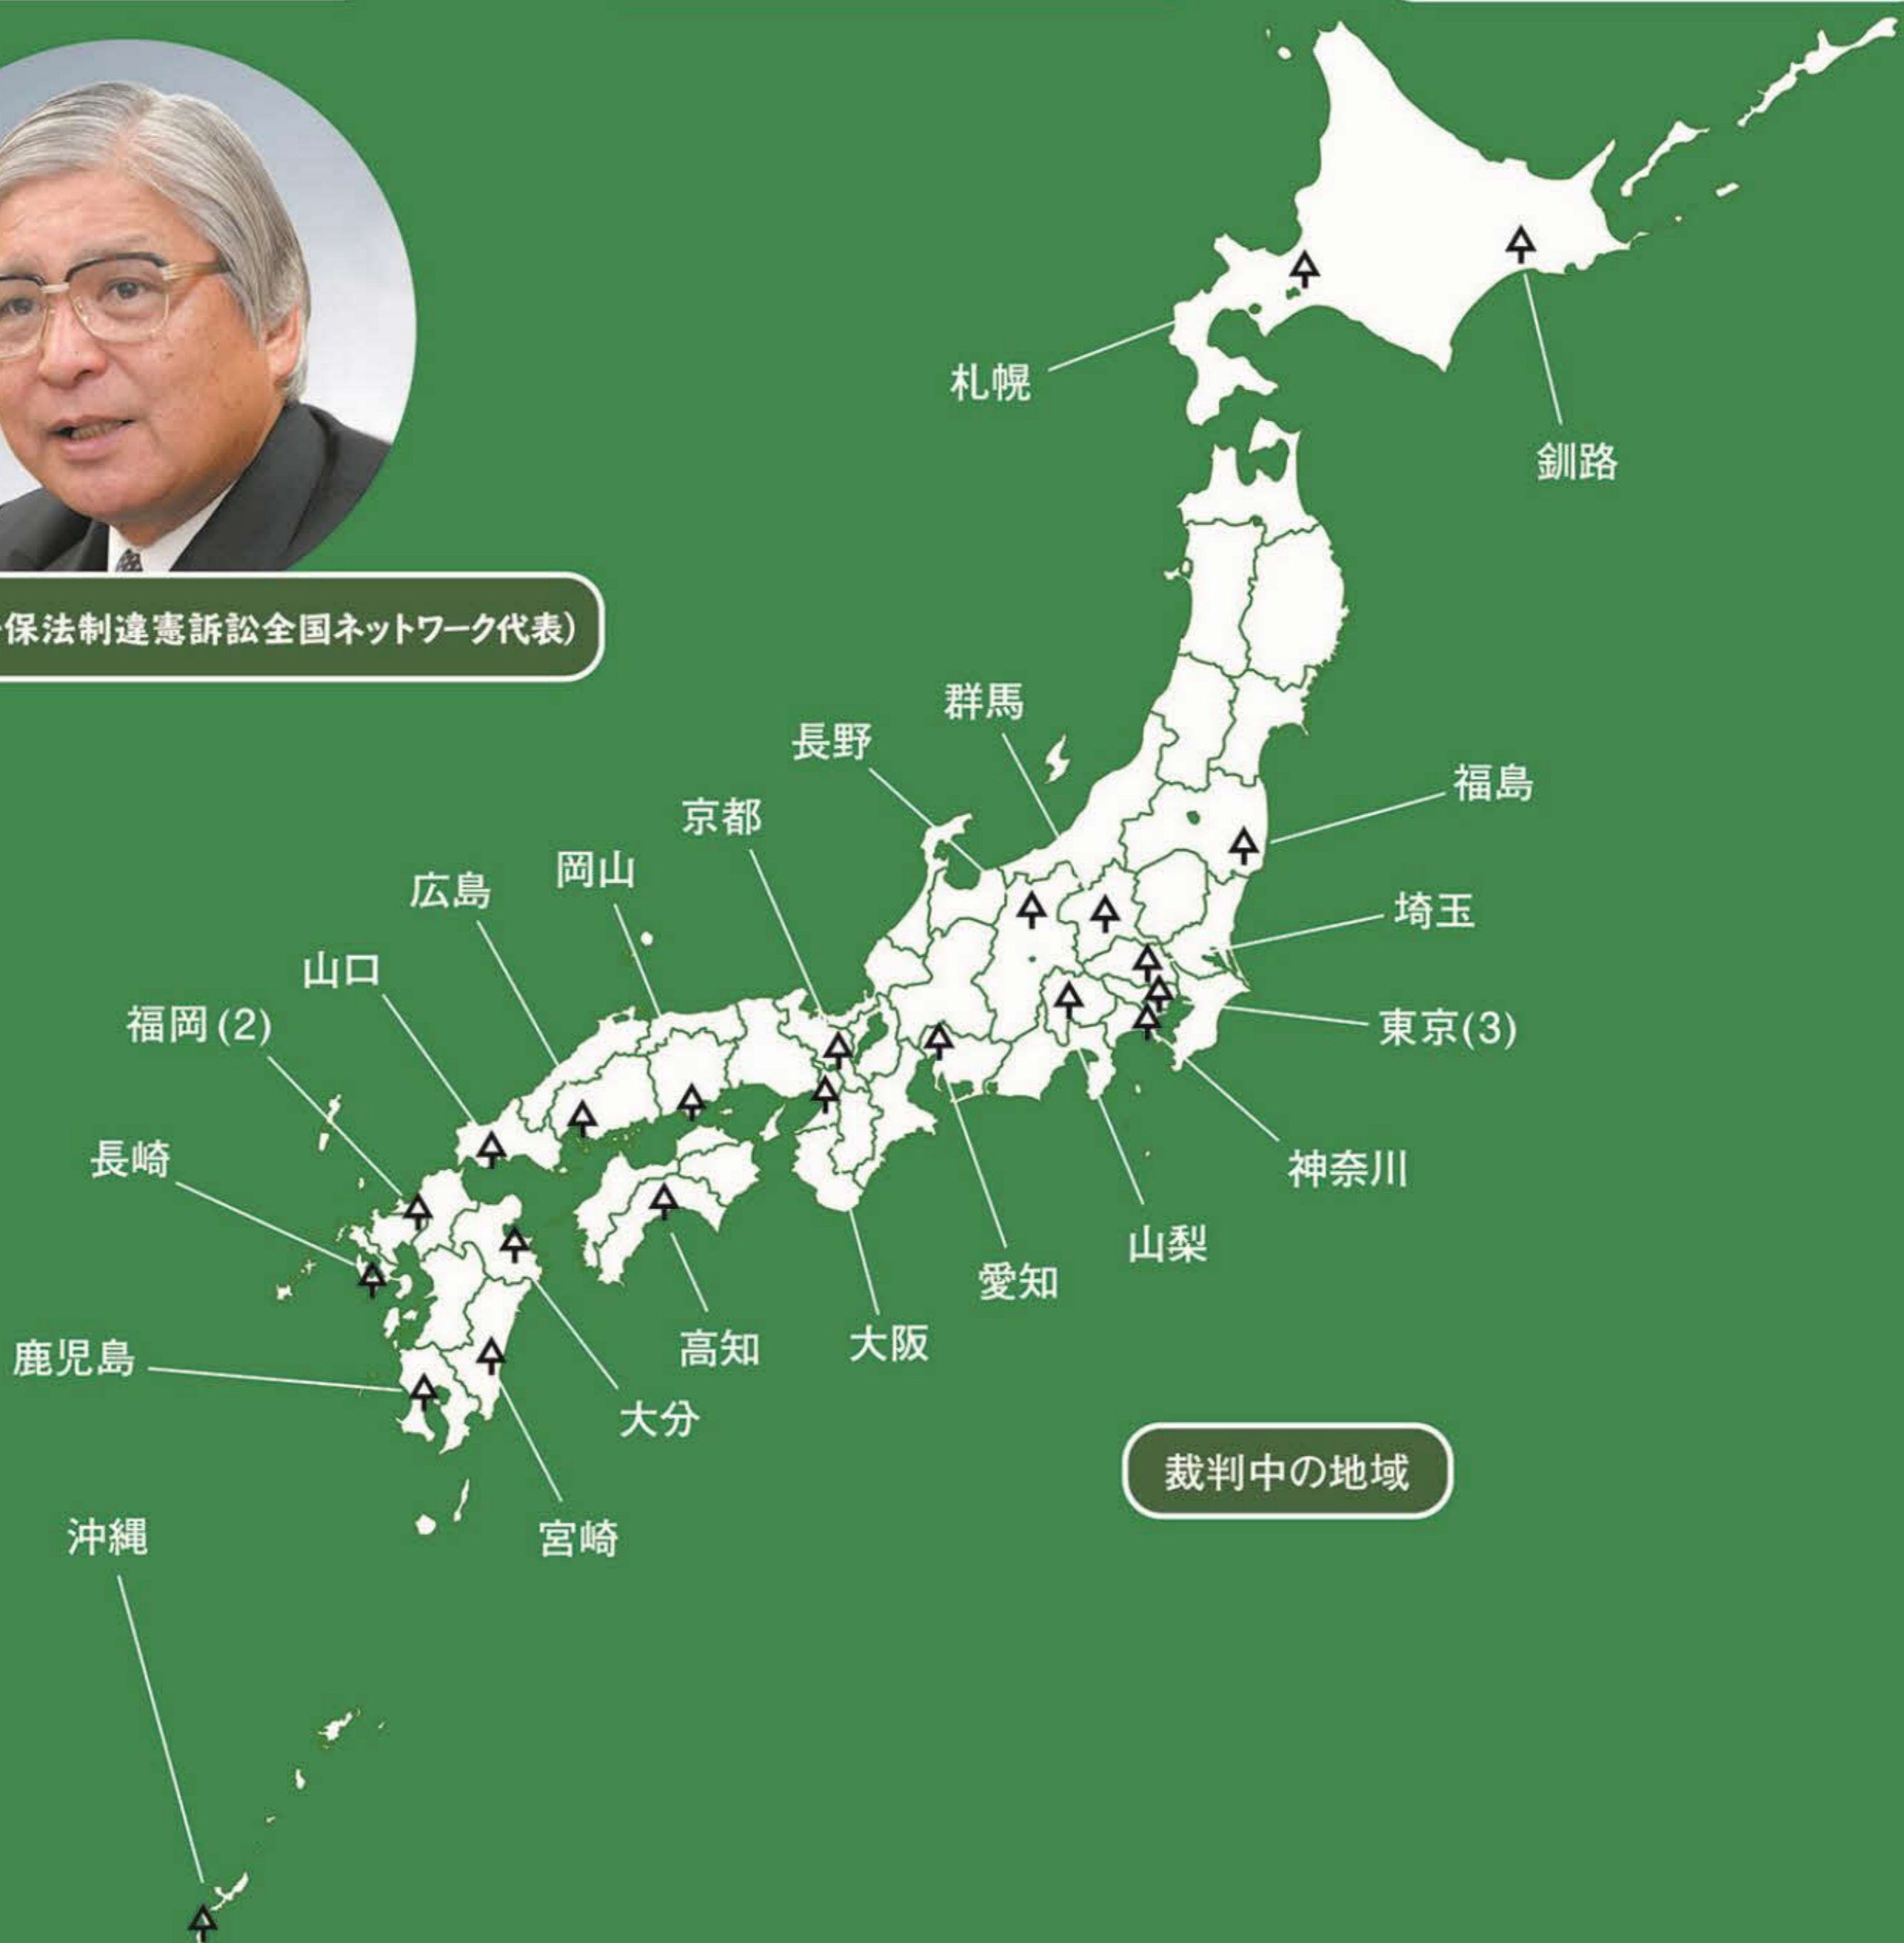 保法制違憲訴訟全国ネットワーク代表）
札幌
釧路
群馬
長野
福島
京都
岡山
広島
埼玉
山口
福岡(2)
東京(3)
長崎
神奈川
山梨
愛知
高知
大阪
鹿児島
大分
裁判中の地域
沖縄
宮崎